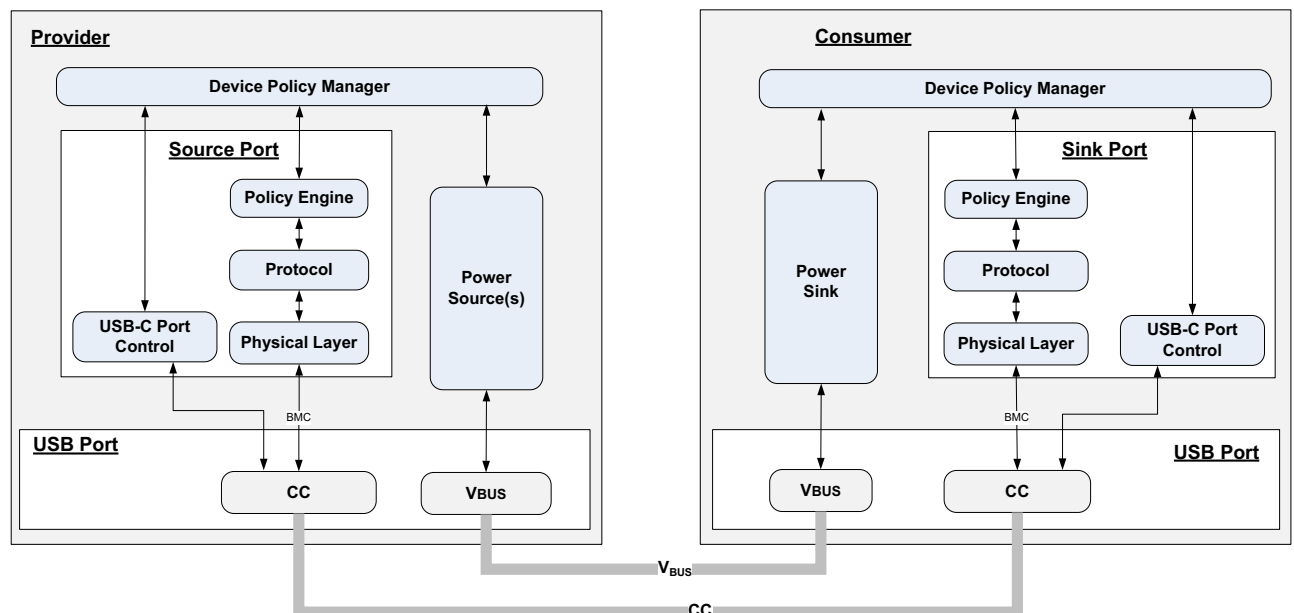 Provider
Device Policy Manager
Source Port
Policy Engine
Protocol
Power
Source(s)
USB-C Port
Control
Physical Layer
BMC
USB Port
CC
VBUS
Consumer
Device Policy Manager
Sink Port
Policy Engine
Power
Sink
Protocol
Physical Layer
USB-C Port
Control
BMC
USB Port
VBUS
CC
VBUS
CC